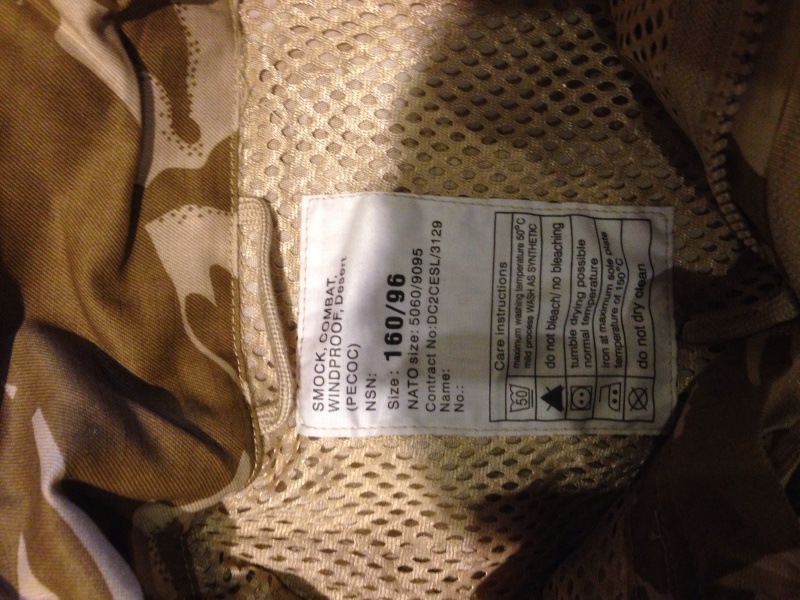 SMOCK, COMBAT,
WINDPROOF, Desert
(PECOC)
NSN:
Size: 160/96
NATO size: 5060/9095
Contract No:DC2CESL/3129
Name:
No.:
Care instructions
50
maximum washing temperature 50°C
mild process WASH AS SYNTHETIC
do not bleach/no bleaching
tumble drying possible
normal temperature
iron at maximum sole plate
temperature of 150°C
do not dry clean